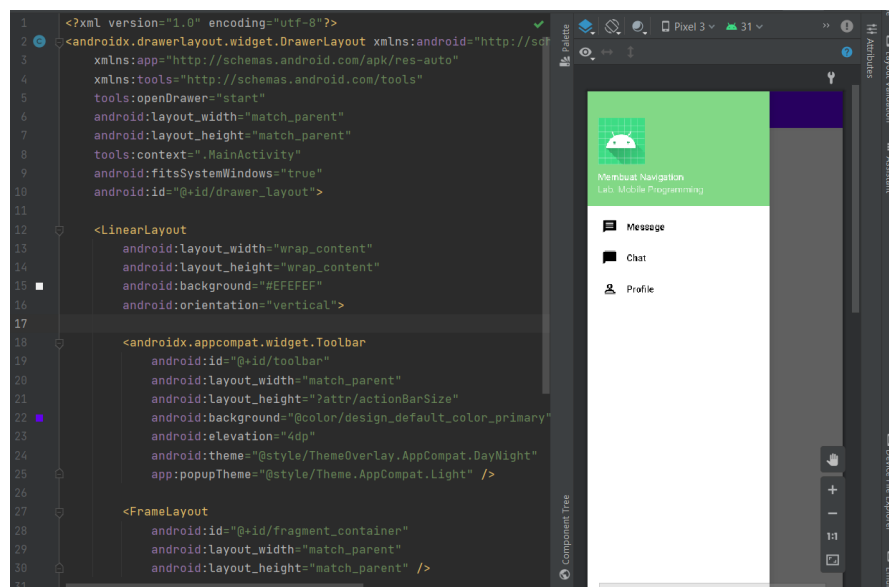 1 <?xml version="1.0" encoding="utf-8"?>
2 <androidx.drawerlayout.widget.DrawerLayout xmlns:android="http://
3 xmlns:app="http://schemas.android.com/apk/res-auto"
4 xmlns:tools="http://schemas.android.com/tools"
5 tools:openDrawer="start"
6 android:layout_width="match_parent"
7 android:layout_height="match_parent"
8 tools:context=".MainActivity"
9 android:fitsSystemWindows="true"
10 android:id="@+id/drawer_layout">
11
12 <LinearLayout
13 android:layout_width="wrap_content"
14 android:layout_height="wrap_content"
15 android:background="#EFEFEF"
16 android:orientation="vertical">
17
18 <androidx.appcompat.widget.Toolbar
19 android:id="@+id/toolbar"
20 android:layout_width="match_parent"
21 android:layout_height="?attr/actionBarSize"
22 android:background="@color/design_default_color_primary"
23 android:elevation="4dp"
24 android:theme="@style/ThemeOverlay.AppCompat.DayNight"
25 app:popupTheme="@style/Theme.AppCompat.Light" />
26
27 <FrameLayout
28 android:id="@+id/fragment_container"
29 android:layout_width="match_parent"
30 android:layout_height="match_parent" />
31
Palette
Component Tree
Pixel 3
31
Membuat Navigation
Lab. Mobile Programming
Message
Chat
Profile
1:1
Attributes
Layout Validation
Device File Explorer